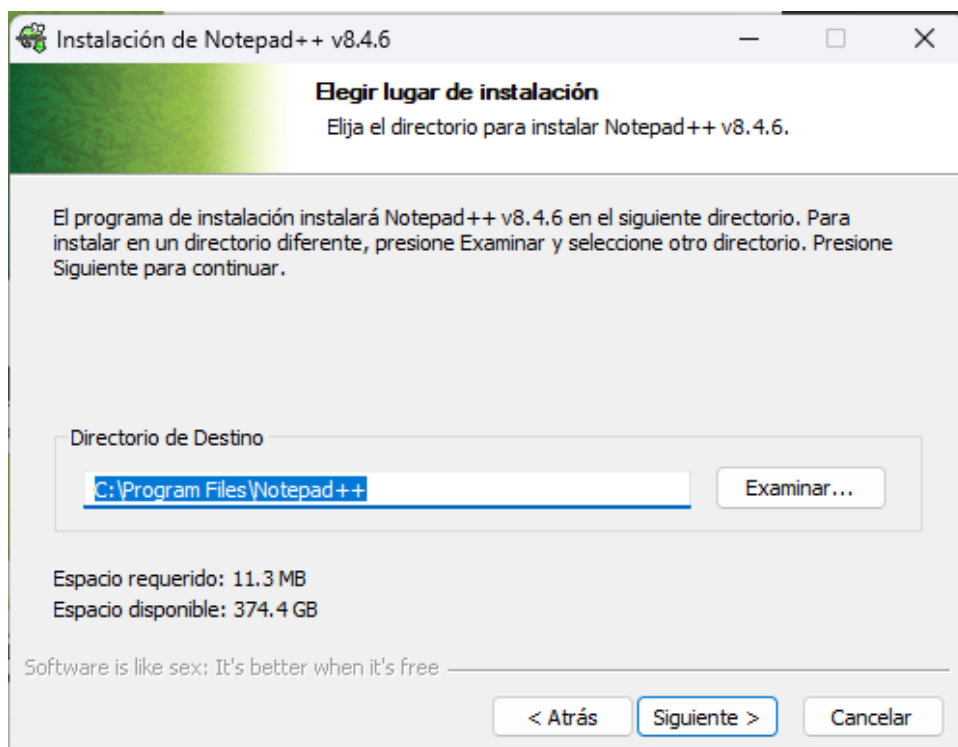 Instalación de Notepad++ v8.4.6
Elegir lugar de instalación
Elija el directorio para instalar Notepad++ v8.4.6.
El programa de instalación instalará Notepad++ v8.4.6 en el siguiente directorio. Para
instalar en un directorio diferente, presione Examinar y seleccione otro directorio. Presione
Siguiente para continuar.
Directorio de Destino
C:\Program Files\Notepad++
Examinar...
Espacio requerido: 11.3 MB
Espacio disponible: 374.4 GB
Software is like sex: It's better when it's free
< Atrás
Siguiente >
Cancelar